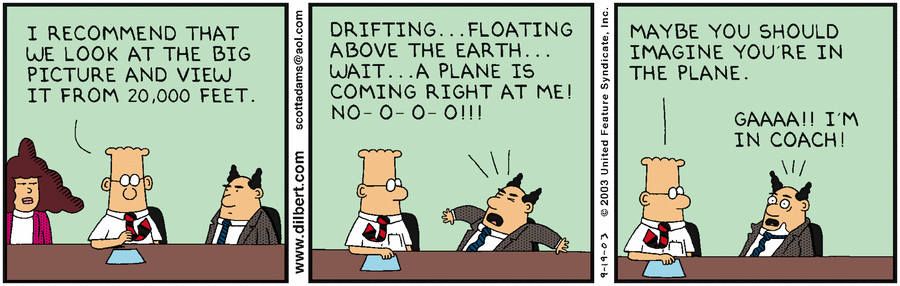 I RECOMMEND THAT
WE LOOK AT THE BIG
PICTURE AND VIEW
IT FROM 20,000 FEET.
www.dilbert.com scottadams@aol.com
DRIFTING...FLOATING
ABOVE THE EARTH...
WAIT...A PLANE IS
COMING RIGHT AT ME!
NO-O-O-O!!!
9-19-03 © 2003 United Feature Syndicate, Inc.
MAYBE YOU SHOULD
IMAGINE YOU'RE IN
THE PLANE.
GAAAA!! I'M
IN COACH!